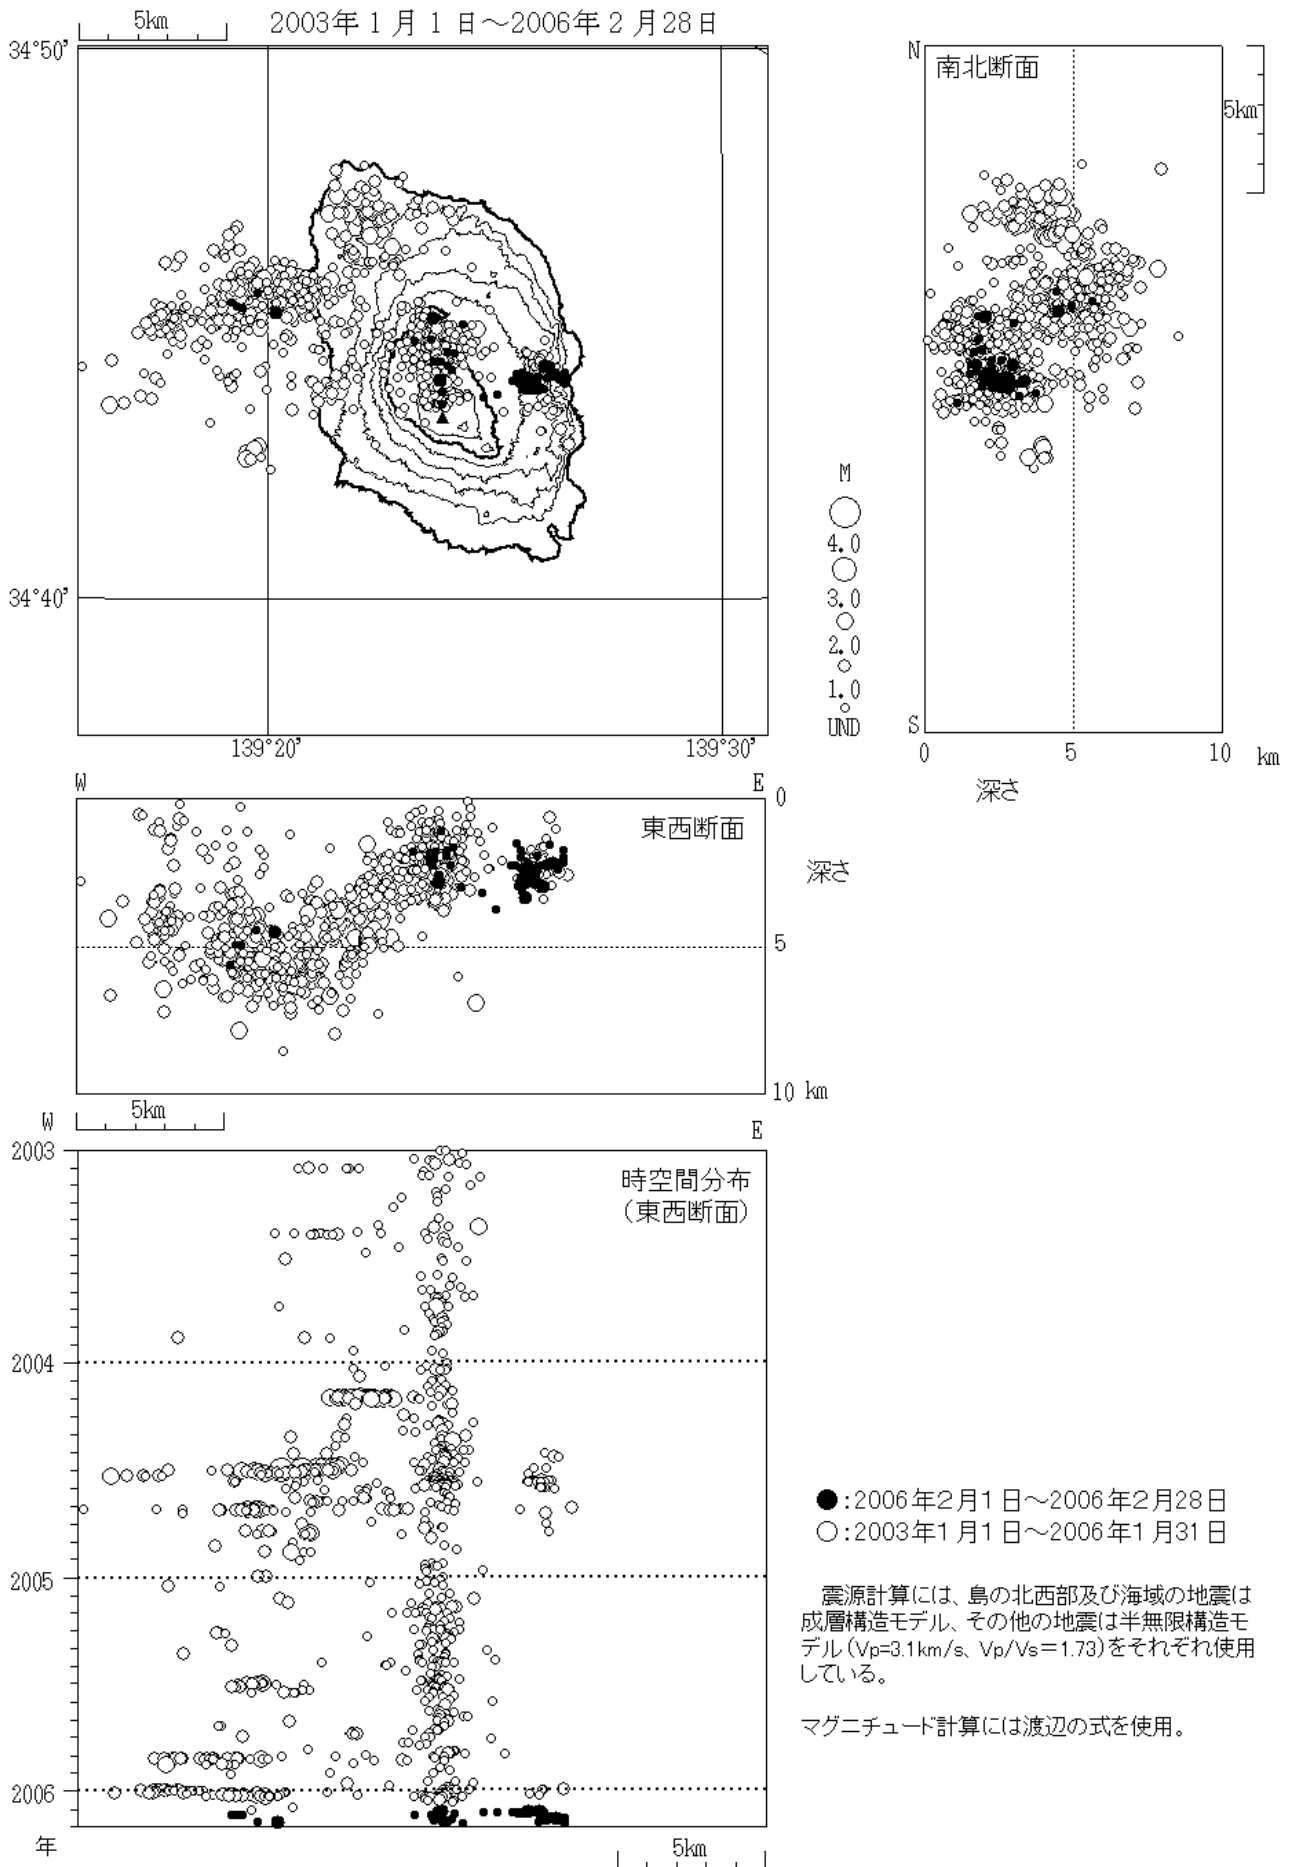 5km
2003年1月1日～2006年2月28日
34°50'
34°40'
139°20'
139°30'
N
南北断面
5km
S
0
5
10
km
深さ
M
4.0
3.0
2.0
1.0
UND
W
E
東西断面
0
深さ
5
10 km
W
5km
E
時空間分布
（東西断面）
2003
2004
2005
2006
年
5km
●:2006年2月1日～2006年2月28日
○:2003年1月1日～2006年1月31日
震源計算には、島の北西部及び海域の地震は
成層構造モデル、その他の地震は半無限構造モ
デル（Vp=3.1km/s、Vp/Vs＝1.73）をそれぞれ使用
している。
マグニチュード計算には渡辺の式を使用。